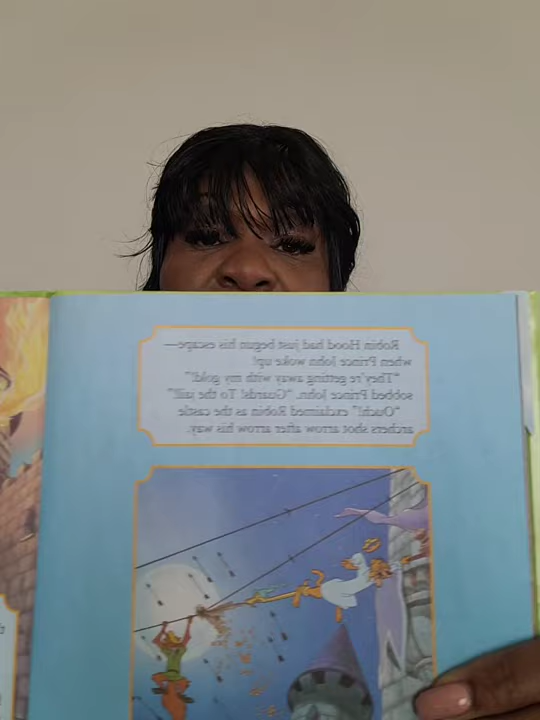 Robin Hood had just begun his escape—
when Prince John woke up!
"They're getting away with my gold!"
sobbed Prince John. "Guards! To the jail!"
"Ouch!" exclaimed Robin as the castle
archers shot arrow after arrow his way.